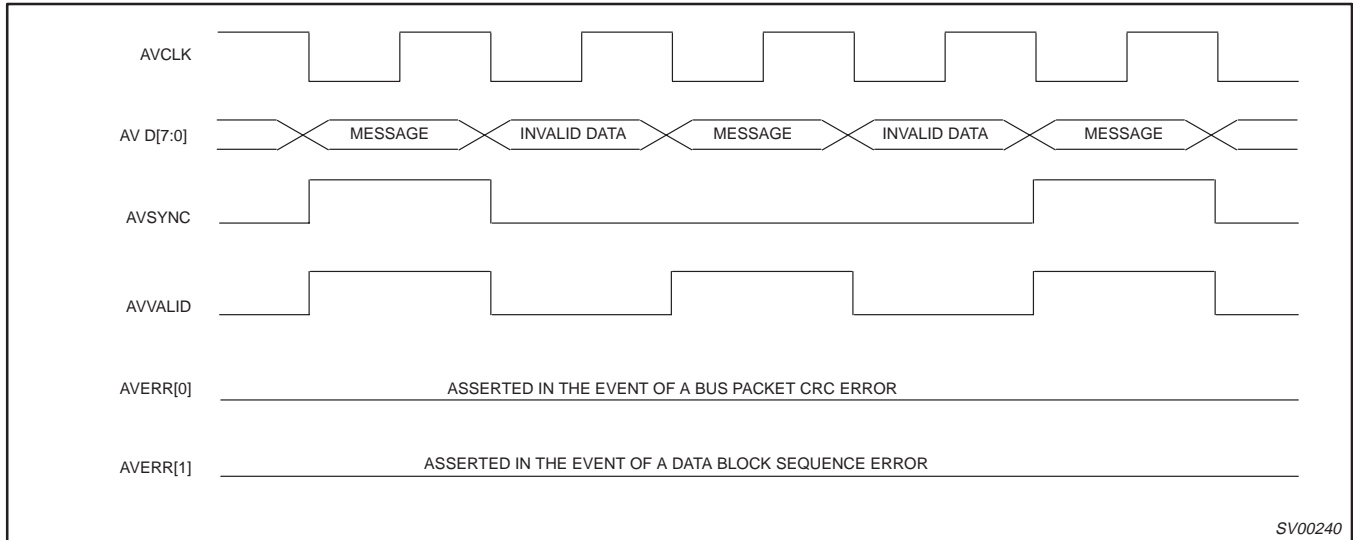 AVCLK
AV D[7:0] MESSAGE INVALID DATA MESSAGE INVALID DATA MESSAGE
AVSYNC
AVVALID
AVERR[0] ASSERTED IN THE EVENT OF A BUS PACKET CRC ERROR
AVERR[1] ASSERTED IN THE EVENT OF A DATA BLOCK SEQUENCE ERROR
SV00240